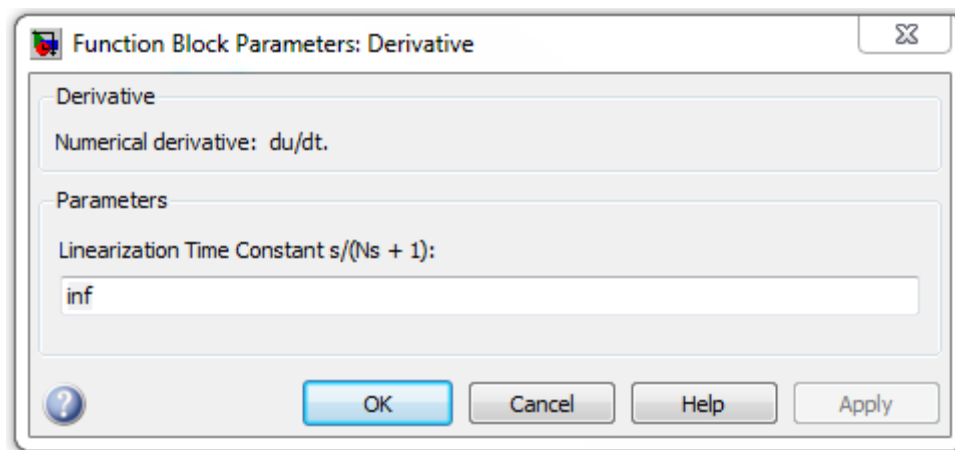 Function Block Parameters: Derivative
Derivative
Numerical derivative: du/dt.
Parameters
Linearization Time Constant s/(Ns + 1):
inf
OK Cancel Help Apply